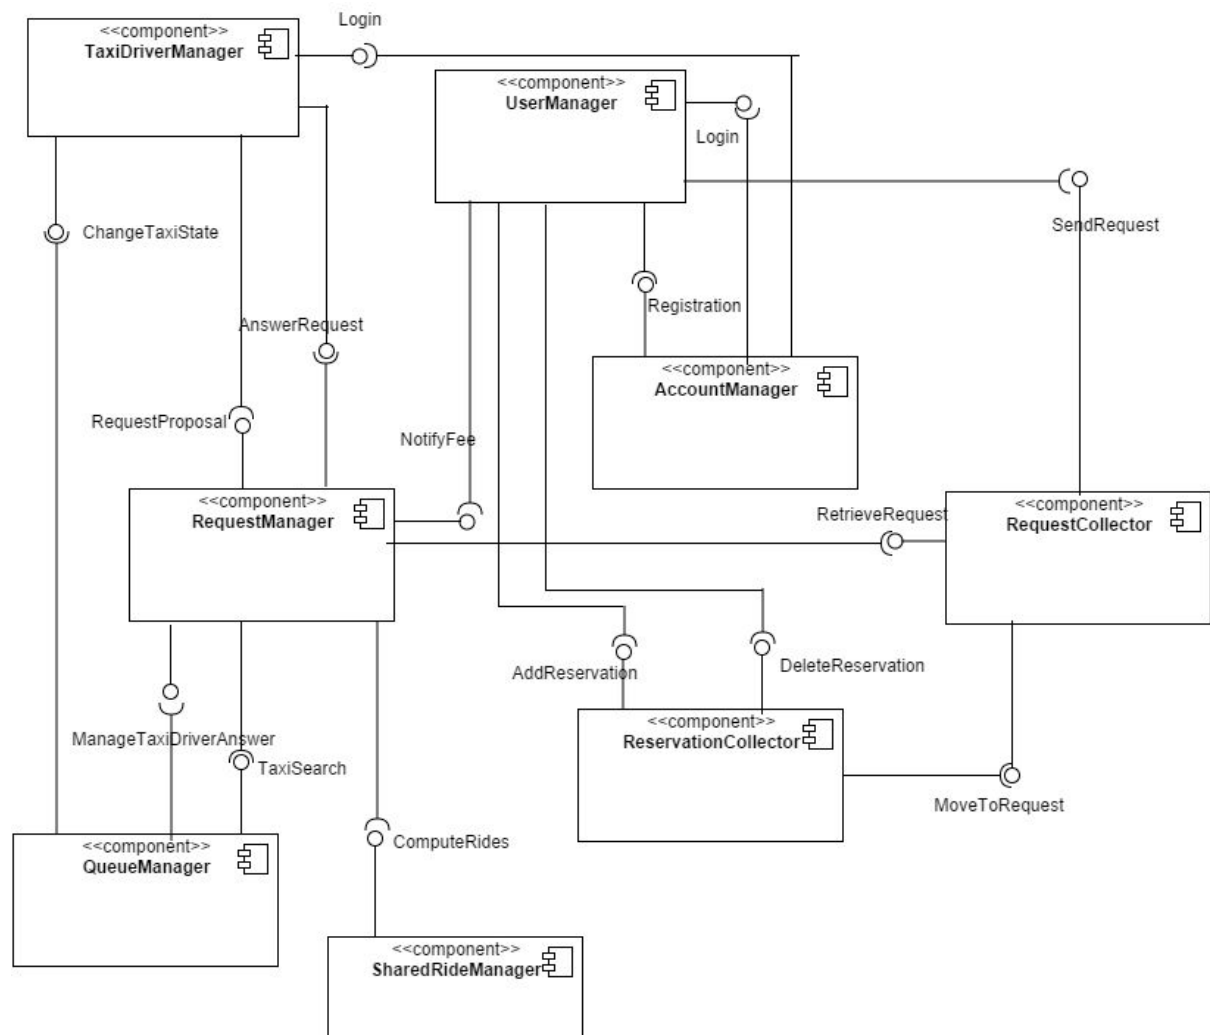 Login
<<component>>
TaxiDriverManager
<<component>>
UserManager
Login
SendRequest
ChangeTaxiState
Registration
AnswerRequest
<<component>>
AccountManager
RequestProposal
NotifyFee
<<component>>
RequestManager
RetrieveRequest
<<component>>
RequestCollector
AddReservation
DeleteReservation
<<component>>
ReservationCollector
ManageTaxiDriverAnswer
TaxiSearch
MoveToRequest
<<component>>
QueueManager
ComputeRides
<<component>>
SharedRideManager